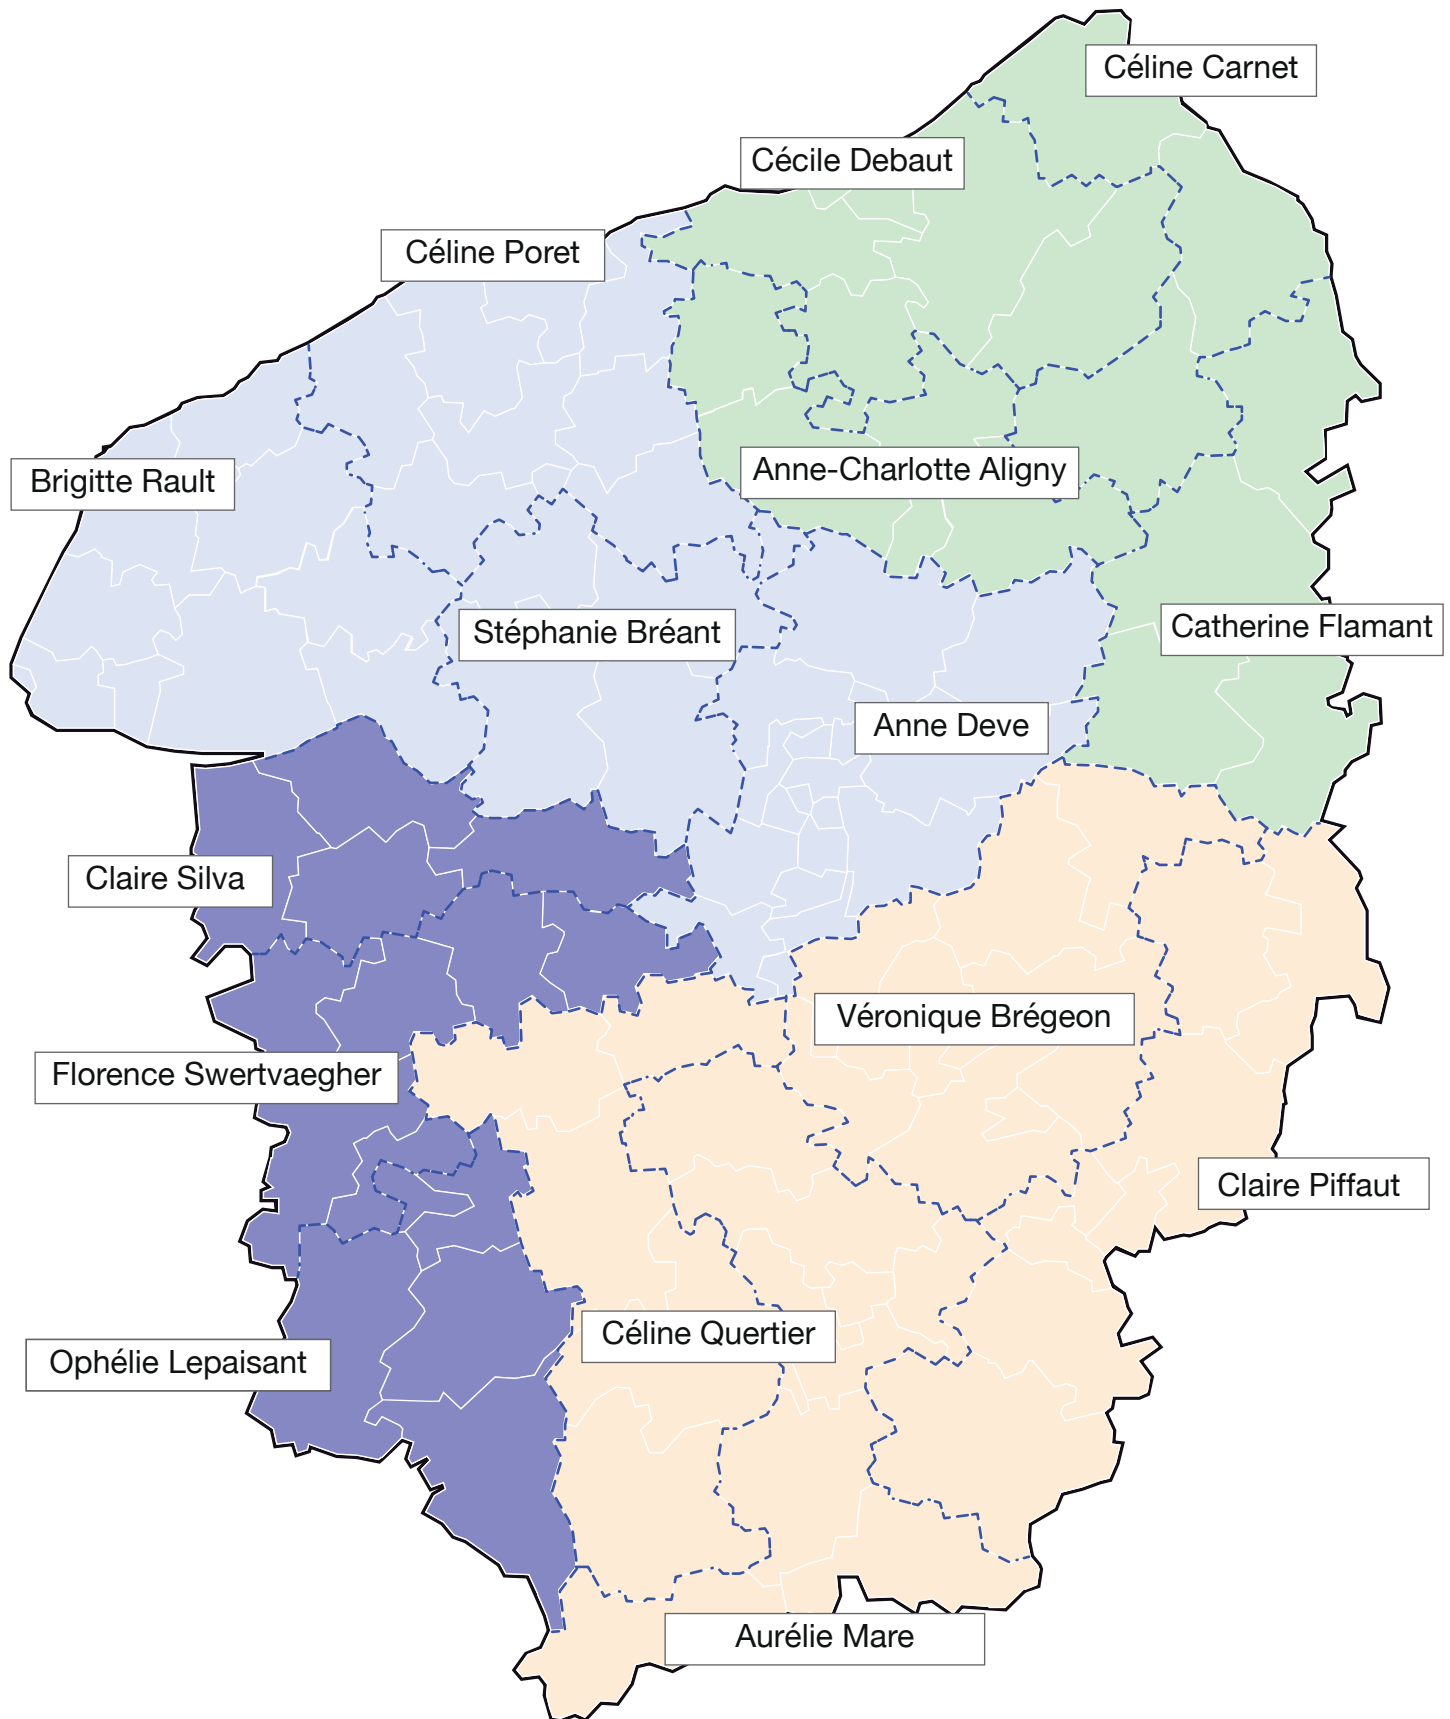 Céline Carnet
Cécile Debaut
Céline Poret
Anne-Charlotte Aligny
Brigitte Rault
Stéphanie Bréant
Catherine Flamant
Anne Deve
Claire Silva
Véronique Brégeon
Florence Swertvaegher
Claire Piffaut
Céline Quertier
Ophélie Lepaisant
Aurélie Mare